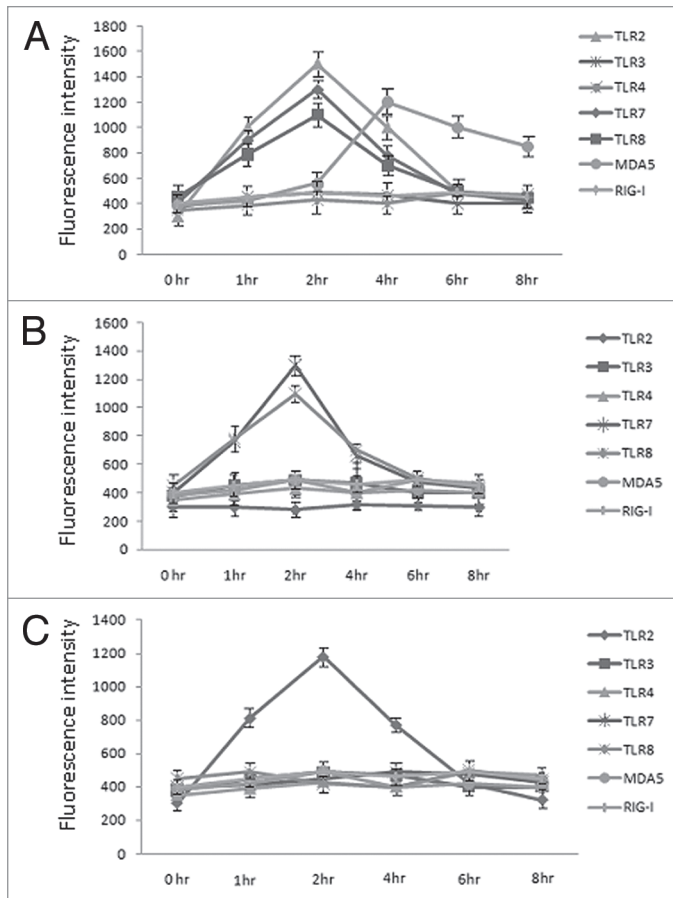 A
Fluorescence intensity
1800
1600
1400
1200
1000
800
600
400
200
0
0 hr 1hr 2hr 4hr 6hr 8hr
TLR2
TLR3
TLR4
TLR7
TLR8
MDA5
RIG-I
B
Fluorescence intensity
1600
1400
1200
1000
800
600
400
200
0
0 hr 1hr 2hr 4hr 6hr 8hr
TLR2
TLR3
TLR4
TLR7
TLR8
MDA5
RIG-I
C
Fluorescence intensity
1400
1200
1000
800
600
400
200
0
0 hr 1hr 2hr 4hr 6hr 8hr
TLR2
TLR3
TLR4
TLR7
TLR8
MDA5
RIG-I